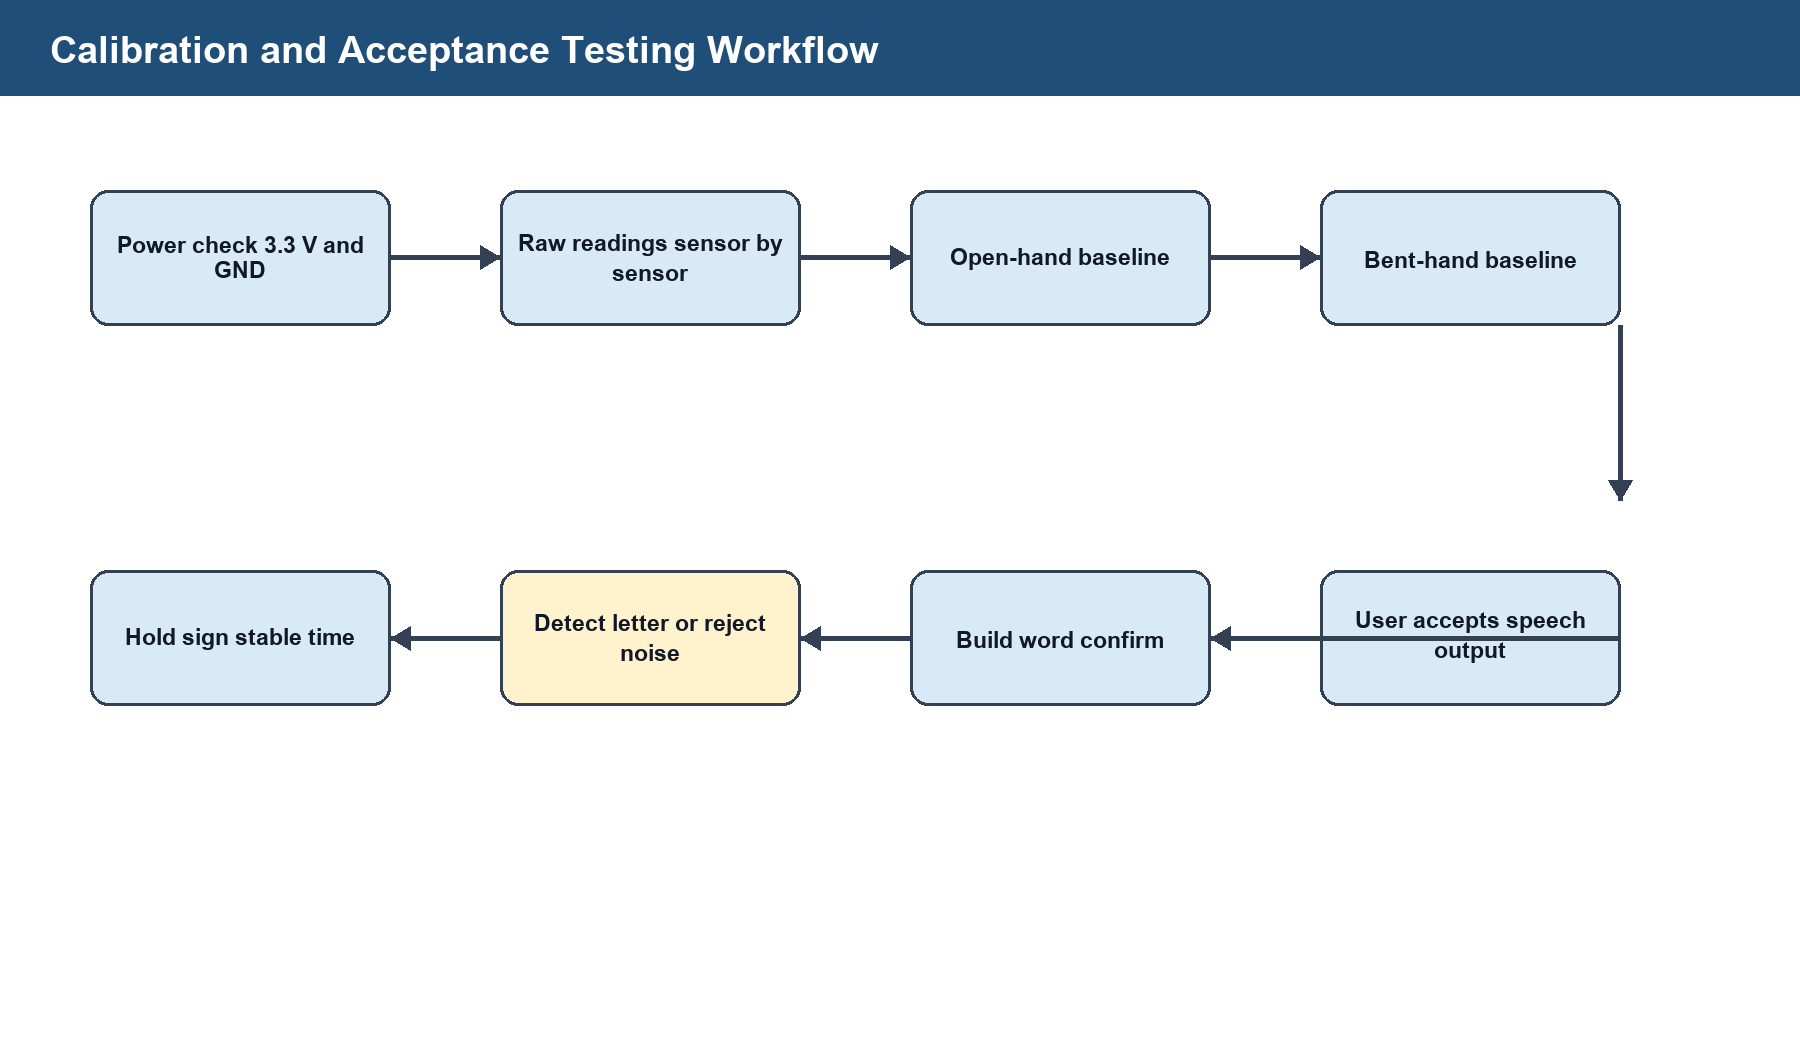 Calibration and Acceptance Testing Workflow
Power check 3.3 V and
GND
Raw readings sensor by
sensor
Open-hand baseline
Bent-hand baseline
Hold sign stable time
Detect letter or reject
noise
Build word confirm
User accepts speech
output